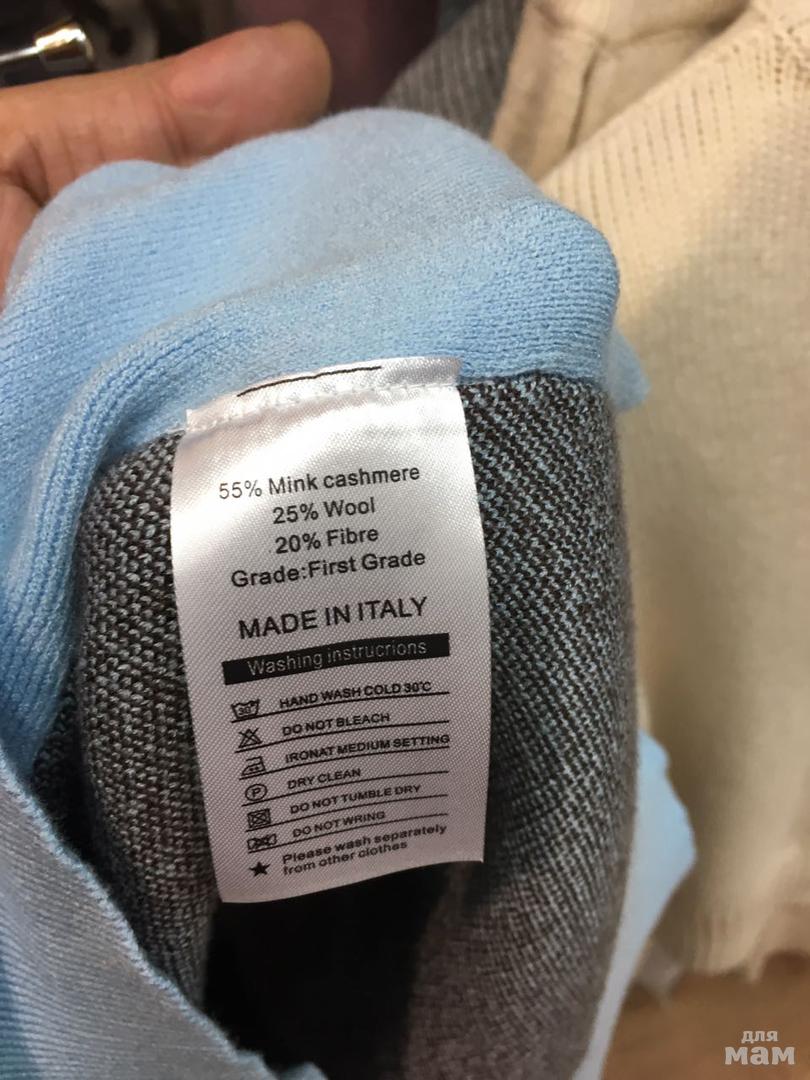 55% Mink cashmere
25% Wool
20% Fibre
Grade:First Grade
MADE IN ITALY
Washing instrucrions
30° HAND WASH COLD 30°C
DO NOT BLEACH
IRONAT MEDIUM SETTING
P DRY CLEAN
DO NOT TUMBLE DRY
DO NOT WRING
Please wash separately
from other clothes
для
мам